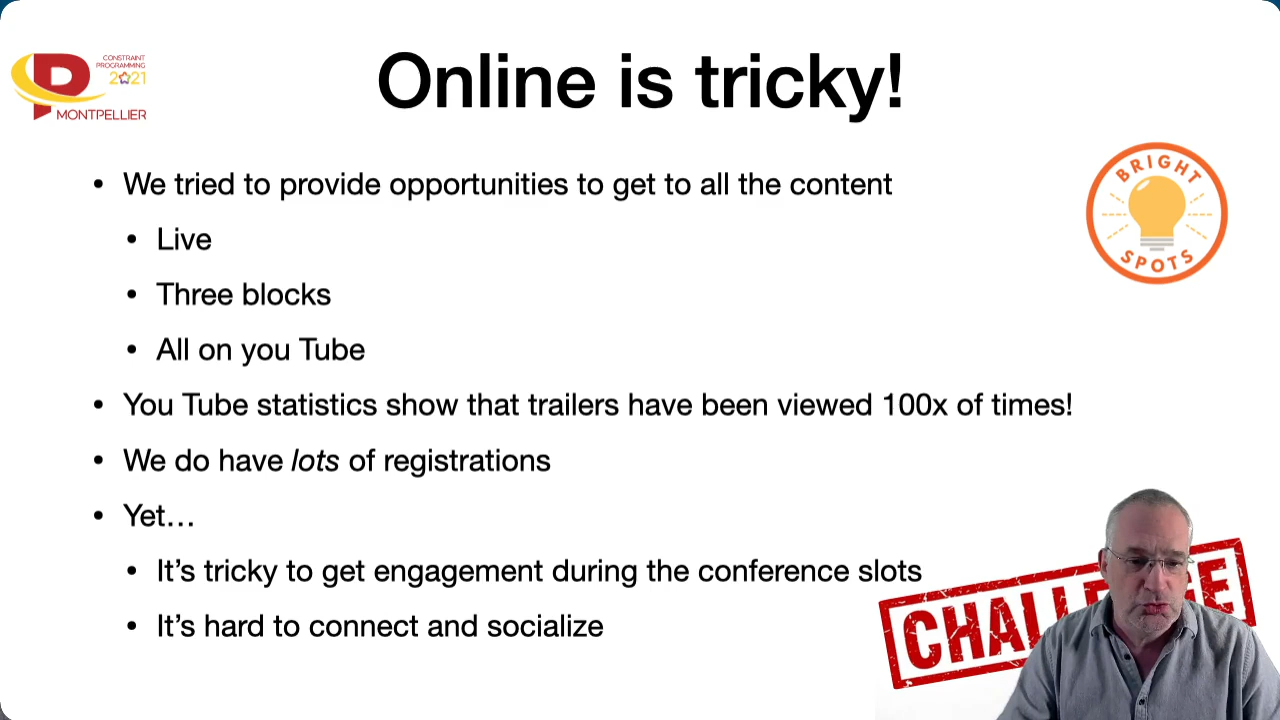 CONSTRAINT
PROGRAMMING
2021
MONTPELLIER
Online is tricky!
BRIGHT
SPOTS
• We tried to provide opportunities to get to all the content
• Live
• Three blocks
• All on you Tube
• You Tube statistics show that trailers have been viewed 100x of times!
• We do have lots of registrations
• Yet…
• It’s tricky to get engagement during the conference slots
• It’s hard to connect and socialize